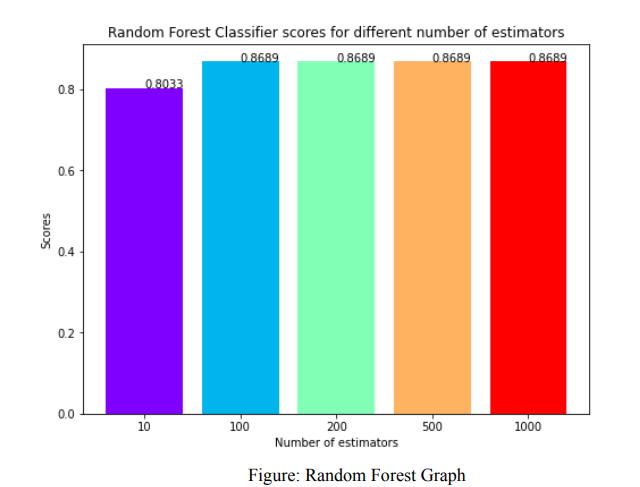 Random Forest Classifier scores for different number of estimators
0.8033 0.8689 0.8689 0.8689 0.8689
0.8
0.6
0.4
0.2
0.0
Scores
10 100 200 500 1000
Number of estimators
Figure: Random Forest Graph